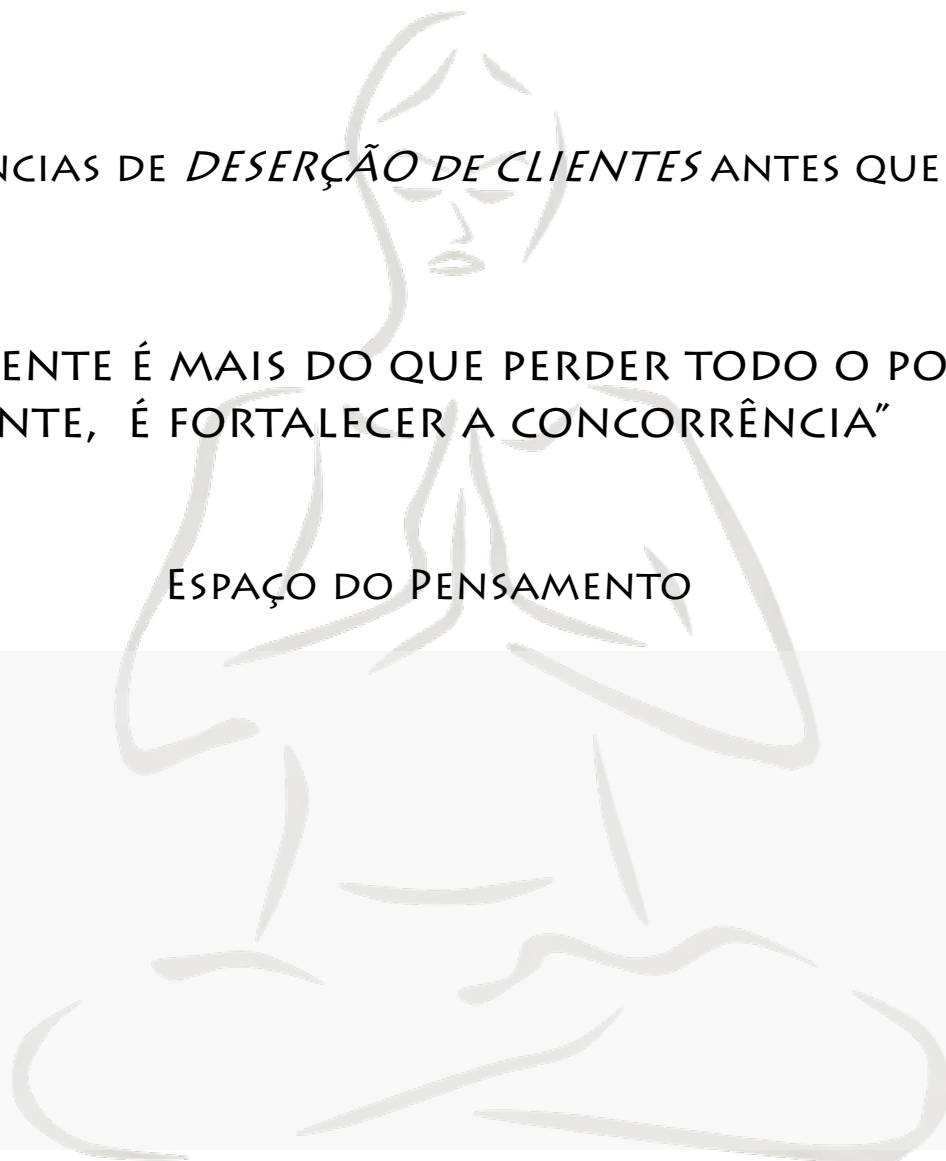 NCIAS DE DESERÇÃO DE CLIENTES ANTES QUE
ENTE É MAIS DO QUE PERDER TODO O PO
NTE, É FORTALECER A CONCORRÊNCIA”
ESPAÇO DO PENSAMENTO